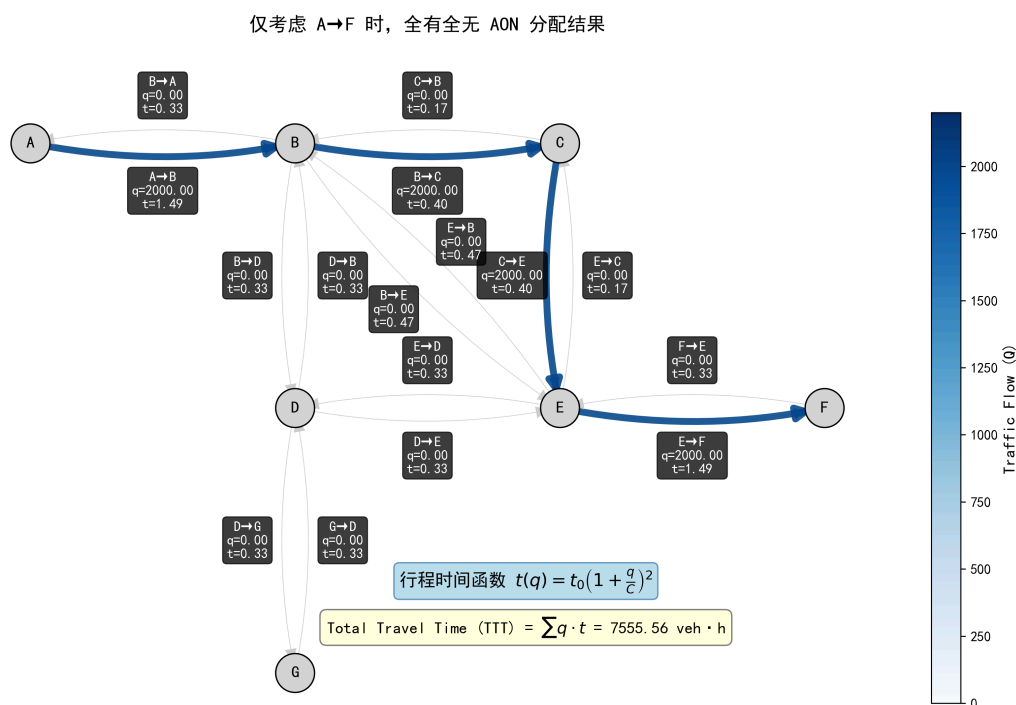 仅考虑 A→F 时, 全有全无 AON 分配结果
B→A
q=0.00
t=0.33
C→B
q=0.00
t=0.17
A
B
C
A→B
q=2000.00
t=1.49
B→C
q=2000.00
t=0.40
E→B
q=0.00
t=0.47
B→D
q=0.00
t=0.33
D→B
q=0.00
t=0.33
C→E
q=2000.00
t=0.40
E→C
q=0.00
t=0.17
B→E
q=0.00
t=0.47
E→D
q=0.00
t=0.33
F→E
q=0.00
t=0.33
D
E
F
D→E
q=0.00
t=0.33
E→F
q=2000.00
t=1.49
D→G
q=0.00
t=0.33
G→D
q=0.00
t=0.33
G
行程时间函数 t(q) = t₀(1 + q/C)²
Total Travel Time (TTT) = ∑q·t = 7555.56 veh·h
2000
1750
1500
1250
1000
750
500
250
0
Traffic Flow (Q)